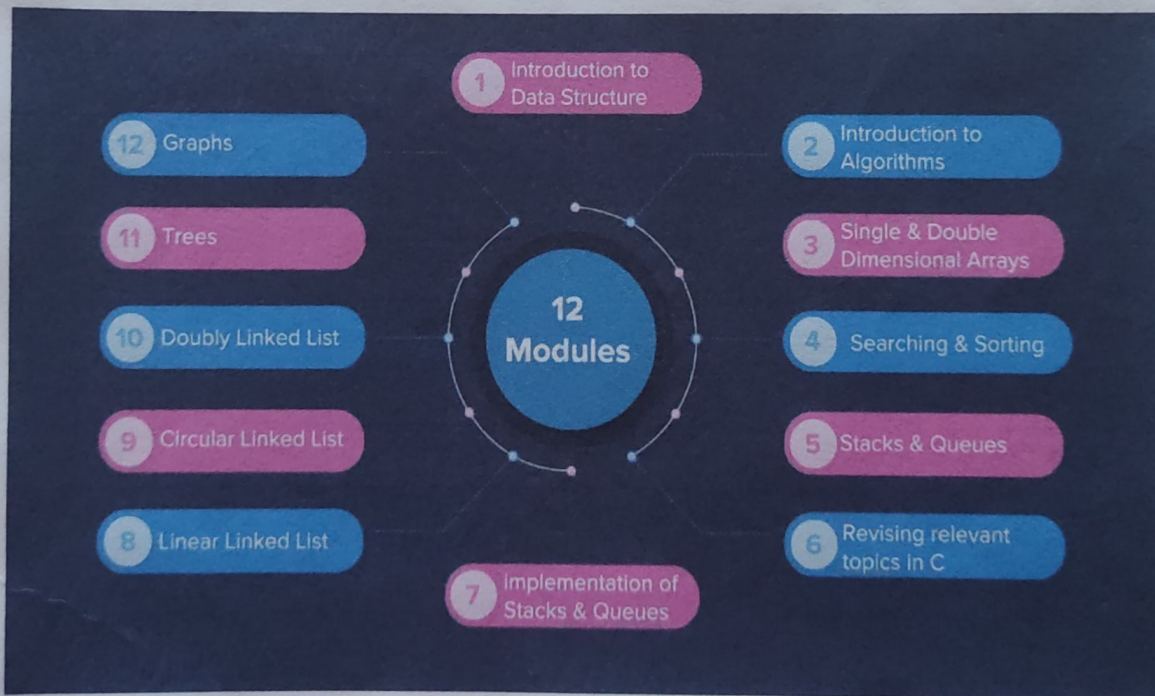 12
Modules
1
Introduction to
Data Structure
2
Introduction to
Algorithms
3
Single & Double
Dimensional Arrays
4
Searching & Sorting
5
Stacks & Queues
6
Revising relevant
topics in C
7
implementation of
Stacks & Queues
8
Linear Linked List
9
Circular Linked List
10
Doubly Linked List
11
Trees
12
Graphs